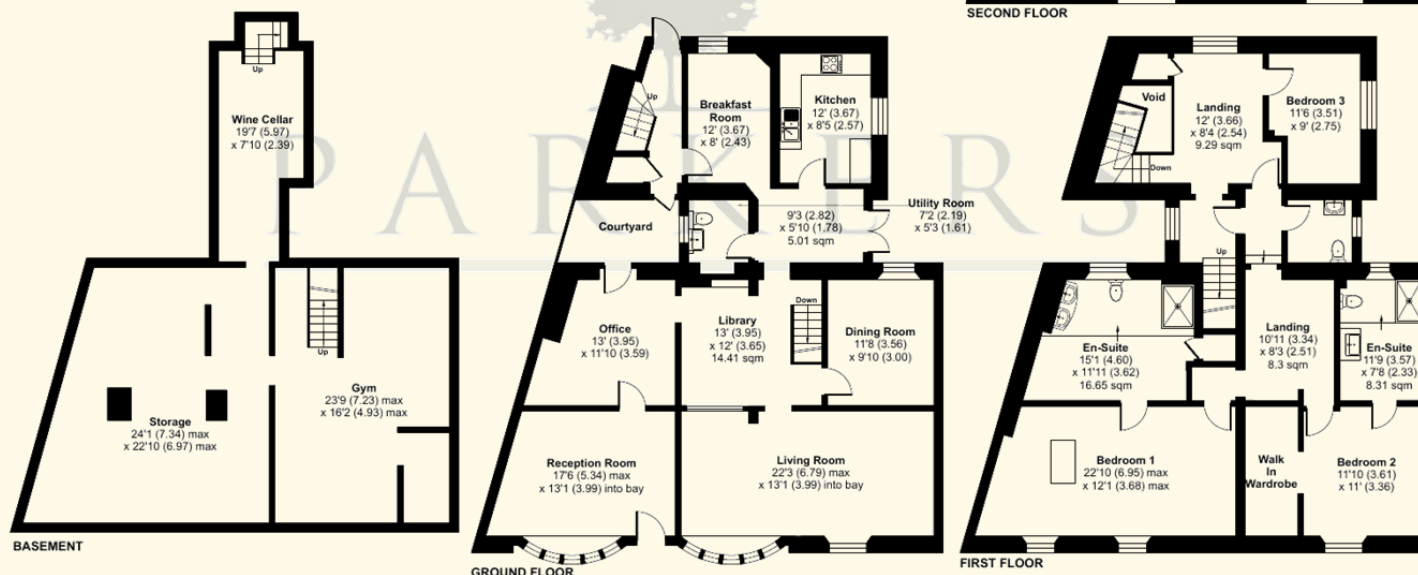 SECOND FLOOR
Up
Wine Cellar
19'7 (5.97)
x 7'10 (2.39)
Storage
24'1 (7.34) max
x 22'10 (6.97) max
Up
Gym
23'9 (7.23) max
x 16'2 (4.93) max
BASEMENT
PARKERS
Up
Breakfast
Room
12' (3.67)
x 8' (2.43)
Kitchen
12' (3.67)
x 8'5 (2.57)
Courtyard
9'3 (2.82)
x 5'10 (1.78)
5.01 sqm
Utility Room
7'2 (2.19)
x 5'3 (1.61)
Office
13' (3.95)
x 11'10 (3.59)
Library
13' (3.95)
x 12' (3.65)
14.41 sqm
Down
Dining Room
11'8 (3.56)
x 9'10 (3.00)
Reception Room
17'6 (5.34) max
x 13'1 (3.99) into bay
Living Room
22'3 (6.79) max
x 13'1 (3.99) into bay
GROUND FLOOR
Void
Down
Landing
12' (3.66)
x 8'4 (2.54)
9.29 sqm
Bedroom 3
11'6 (3.51)
x 9' (2.75)
Up
En-Suite
15'1 (4.60)
x 11'11 (3.62)
16.65 sqm
Landing
10'11 (3.34)
x 8'3 (2.51)
8.3 sqm
En-Suite
11'9 (3.57)
x 7'8 (2.33)
8.31 sqm
Bedroom 1
22'10 (6.95) max
x 12'1 (3.68) max
Walk
In
Wardrobe
Bedroom 2
11'10 (3.61)
x 11' (3.36)
FIRST FLOOR